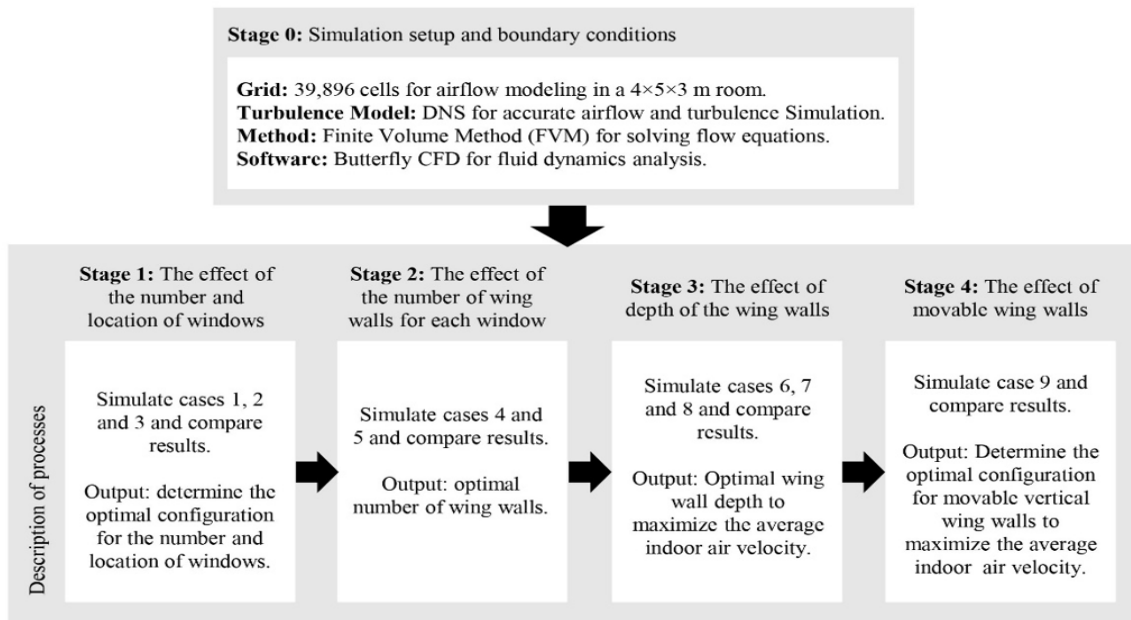 Stage 0: Simulation setup and boundary conditions
Grid: 39,896 cells for airflow modeling in a 4×5×3 m room.
Turbulence Model: DNS for accurate airflow and turbulence Simulation.
Method: Finite Volume Method (FVM) for solving flow equations.
Software: Butterfly CFD for fluid dynamics analysis.
Description of processes
Stage 1: The effect of
the number and
location of windows
Simulate cases 1, 2
and 3 and compare
results.
Output: determine the
optimal configuration
for the number and
location of windows.
Stage 2: The effect of
the number of wing
walls for each window
Simulate cases 4 and
5 and compare results.
Output: optimal
number of wing walls.
Stage 3: The effect of
depth of the wing walls
Simulate cases 6, 7
and 8 and compare
results.
Output: Optimal wing
wall depth to
maximize the average
indoor air velocity.
Stage 4: The effect of
movable wing walls
Simulate case 9 and
compare results.
Output: Determine the
optimal configuration
for movable vertical
wing walls to
maximize the average
indoor air velocity.